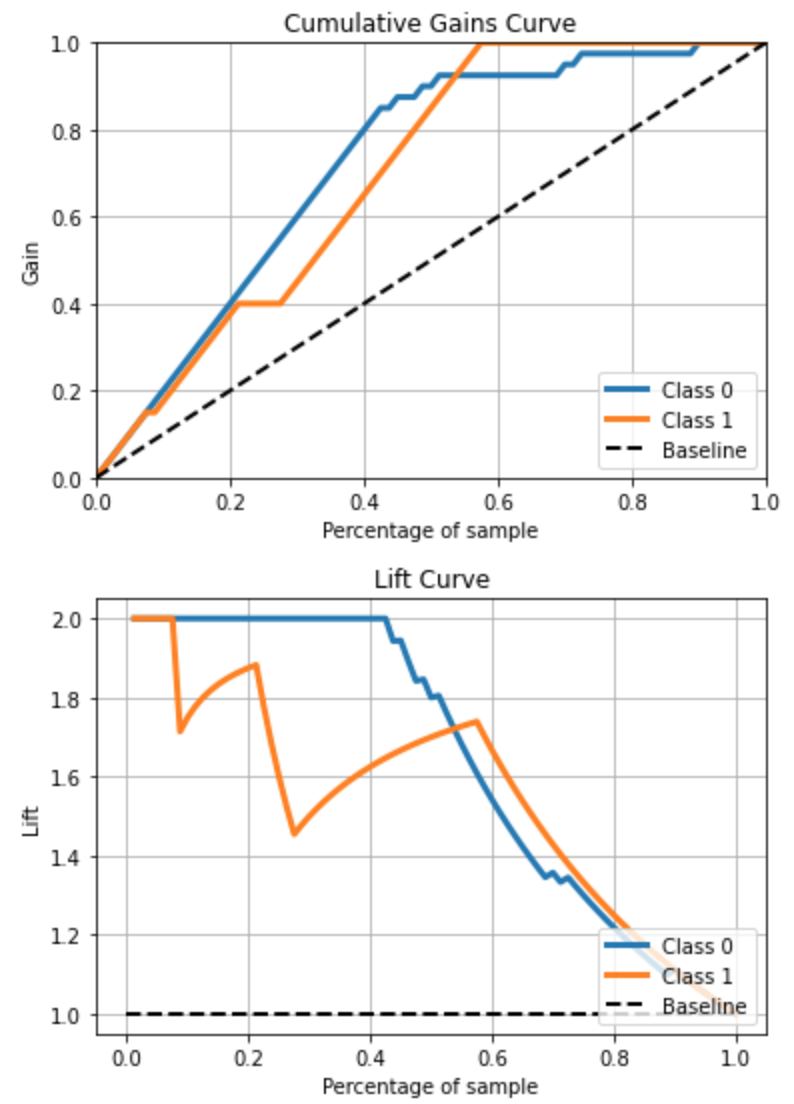 Cumulative Gains Curve
1.0
0.8
0.6
0.4
0.2
0.0
Gain
Class 0
Class 1
Baseline
0.0 0.2 0.4 0.6 0.8 1.0
Percentage of sample
Lift Curve
2.0
1.8
1.6
1.4
1.2
1.0
Lift
Class 0
Class 1
Baseline
0.0 0.2 0.4 0.6 0.8 1.0
Percentage of sample